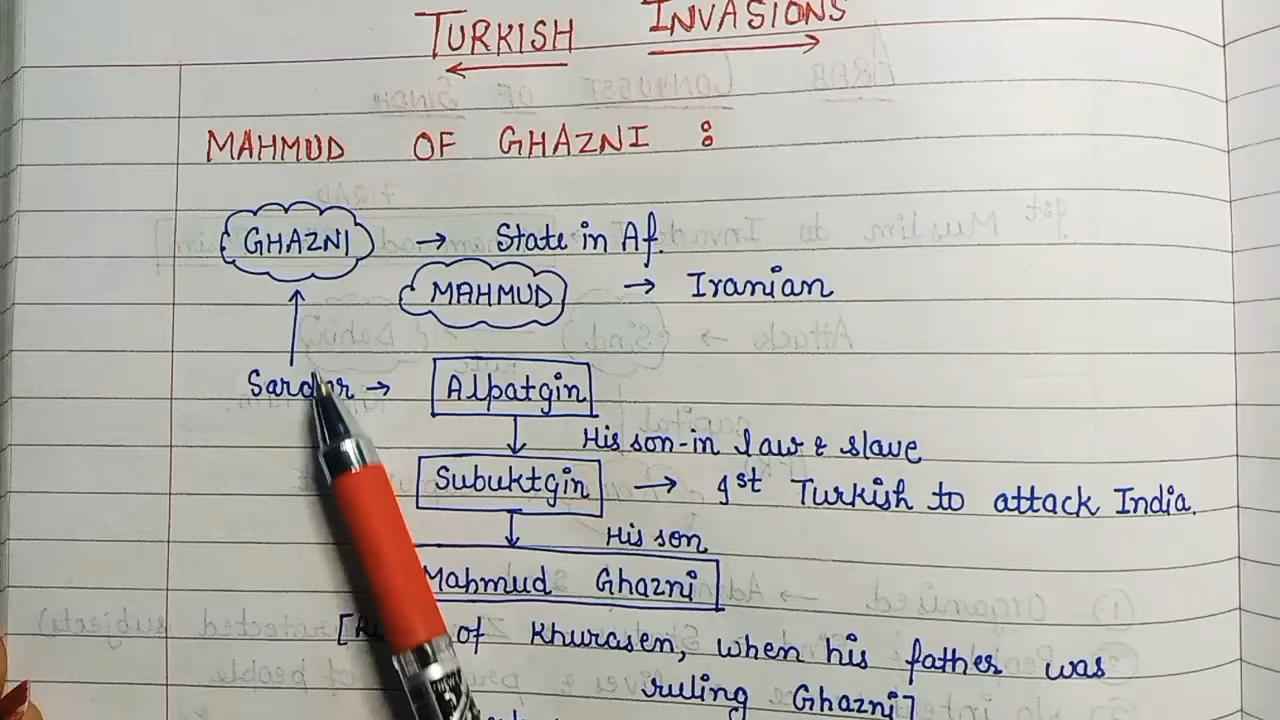 TURKISH INVASIONS
MAHMUD OF GHAZNI :
GHAZNI → State in Af.
MAHMUD → Iranian
Sardar → Alpatgin
His son-in law & slave
Subuktgin → 1st Turkish to attack India.
His son
Mahmud Ghazni
of Khurasen, when his father was
ruling Ghazni]